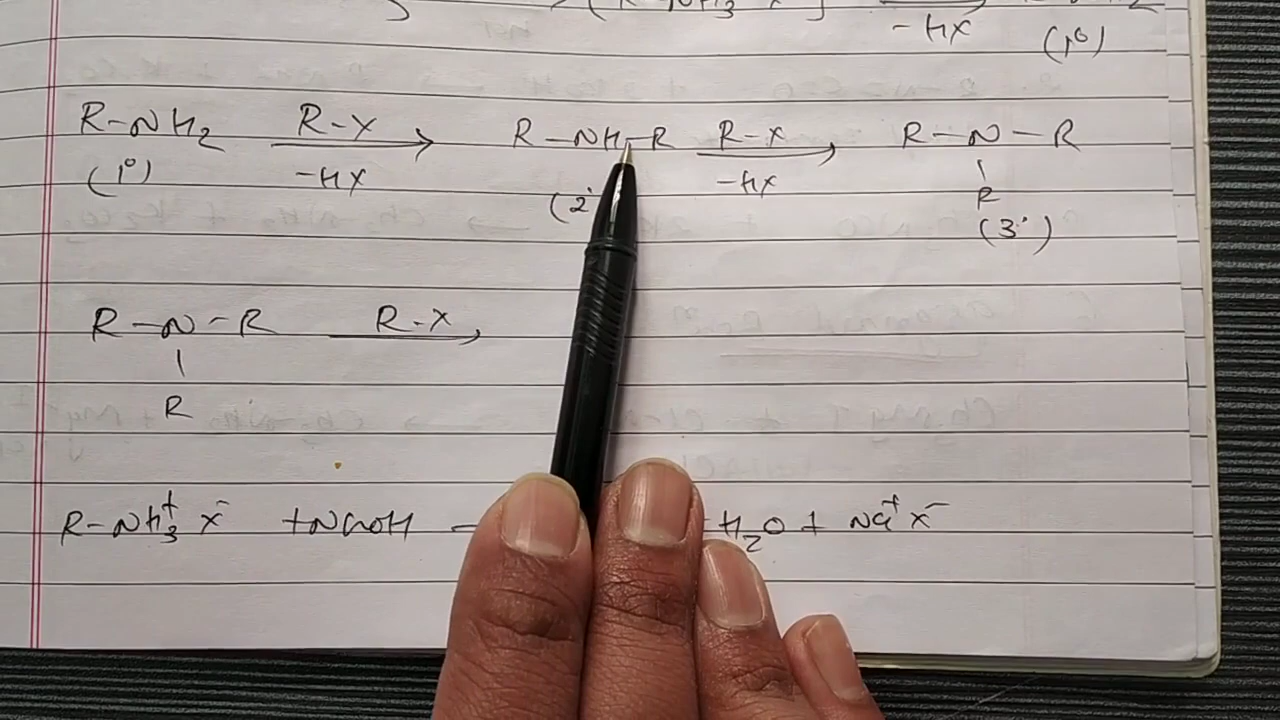 -HX (1°)
R-NH2 R-X R-NH-R R-X R-N-R
(1°) -HX (2 -HX R
(3°)
R-N-R R-X
R
R-NH3+ X- +NaOH H2O + Na+ X-